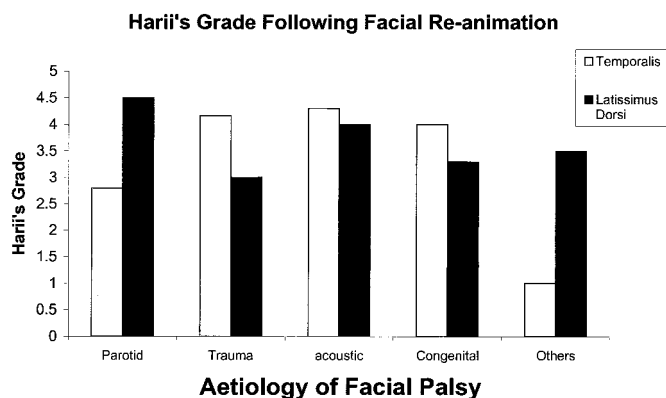 Harii's Grade Following Facial Re-animation
Temporalis
Latissimus
Dorsi
Harii's Grade
5
4.5
4
3.5
3
2.5
2
1.5
1
0.5
0
Parotid
Trauma
acoustic
Congenital
Others
Aetiology of Facial Palsy